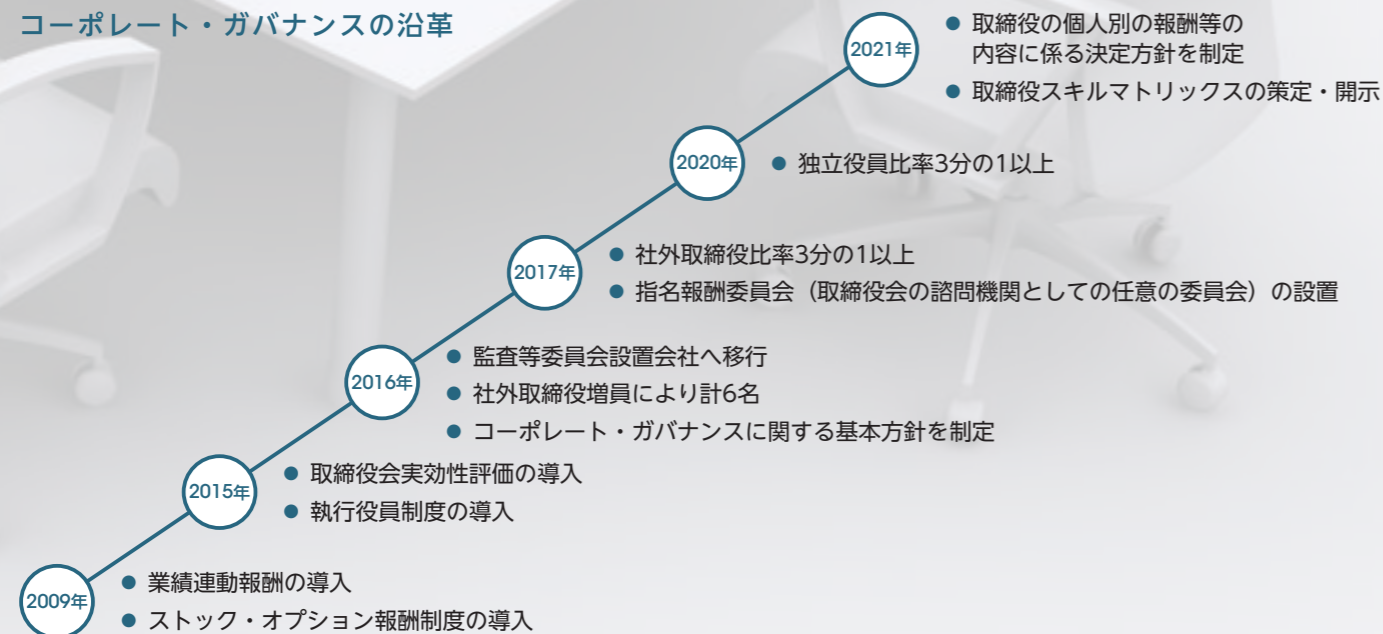 コーポレート・ガバナンスの沿革
2021年
● 取締役の個人別の報酬等の
内容に係る決定方針を制定
● 取締役スキルマトリックスの策定・開示
2020年
● 独立役員比率3分の1以上
2017年
● 社外取締役比率3分の1以上
● 指名報酬委員会（取締役会の諮問機関としての任意の委員会）の設置
2016年
● 監査等委員会設置会社へ移行
● 社外取締役増員により計6名
● コーポレート・ガバナンスに関する基本方針を制定
2015年
● 取締役会実効性評価の導入
● 執行役員制度の導入
2009年
● 業績連動報酬の導入
● ストック・オプション報酬制度の導入